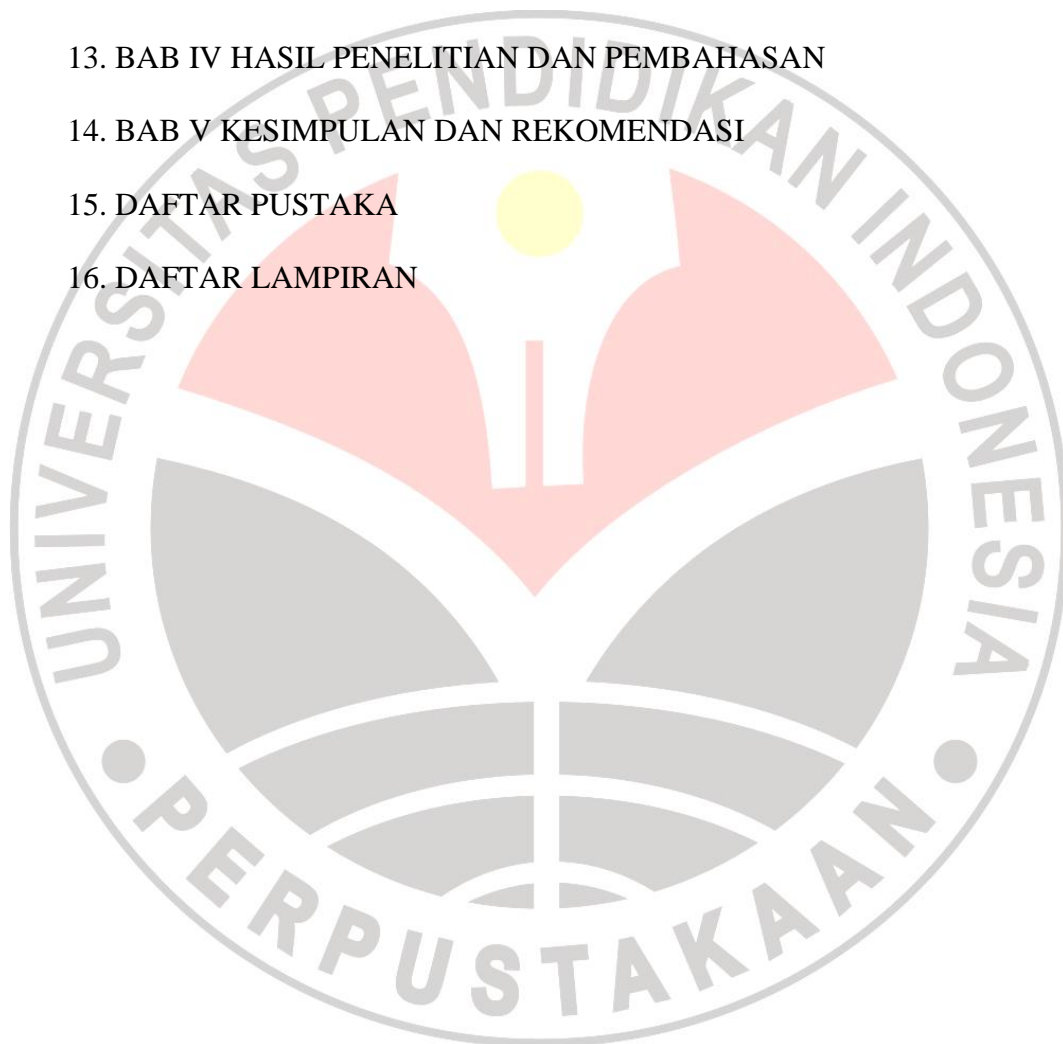 13. BAB IV HASIL PENELITIAN DAN PEMBAHASAN
14. BAB V KESIMPULAN DAN REKOMENDASI
15. DAFTAR PUSTAKA
16. DAFTAR LAMPIRAN
UNIVERSITAS PENDIDIKAN INDONESIA
PERPUSTAKAAN